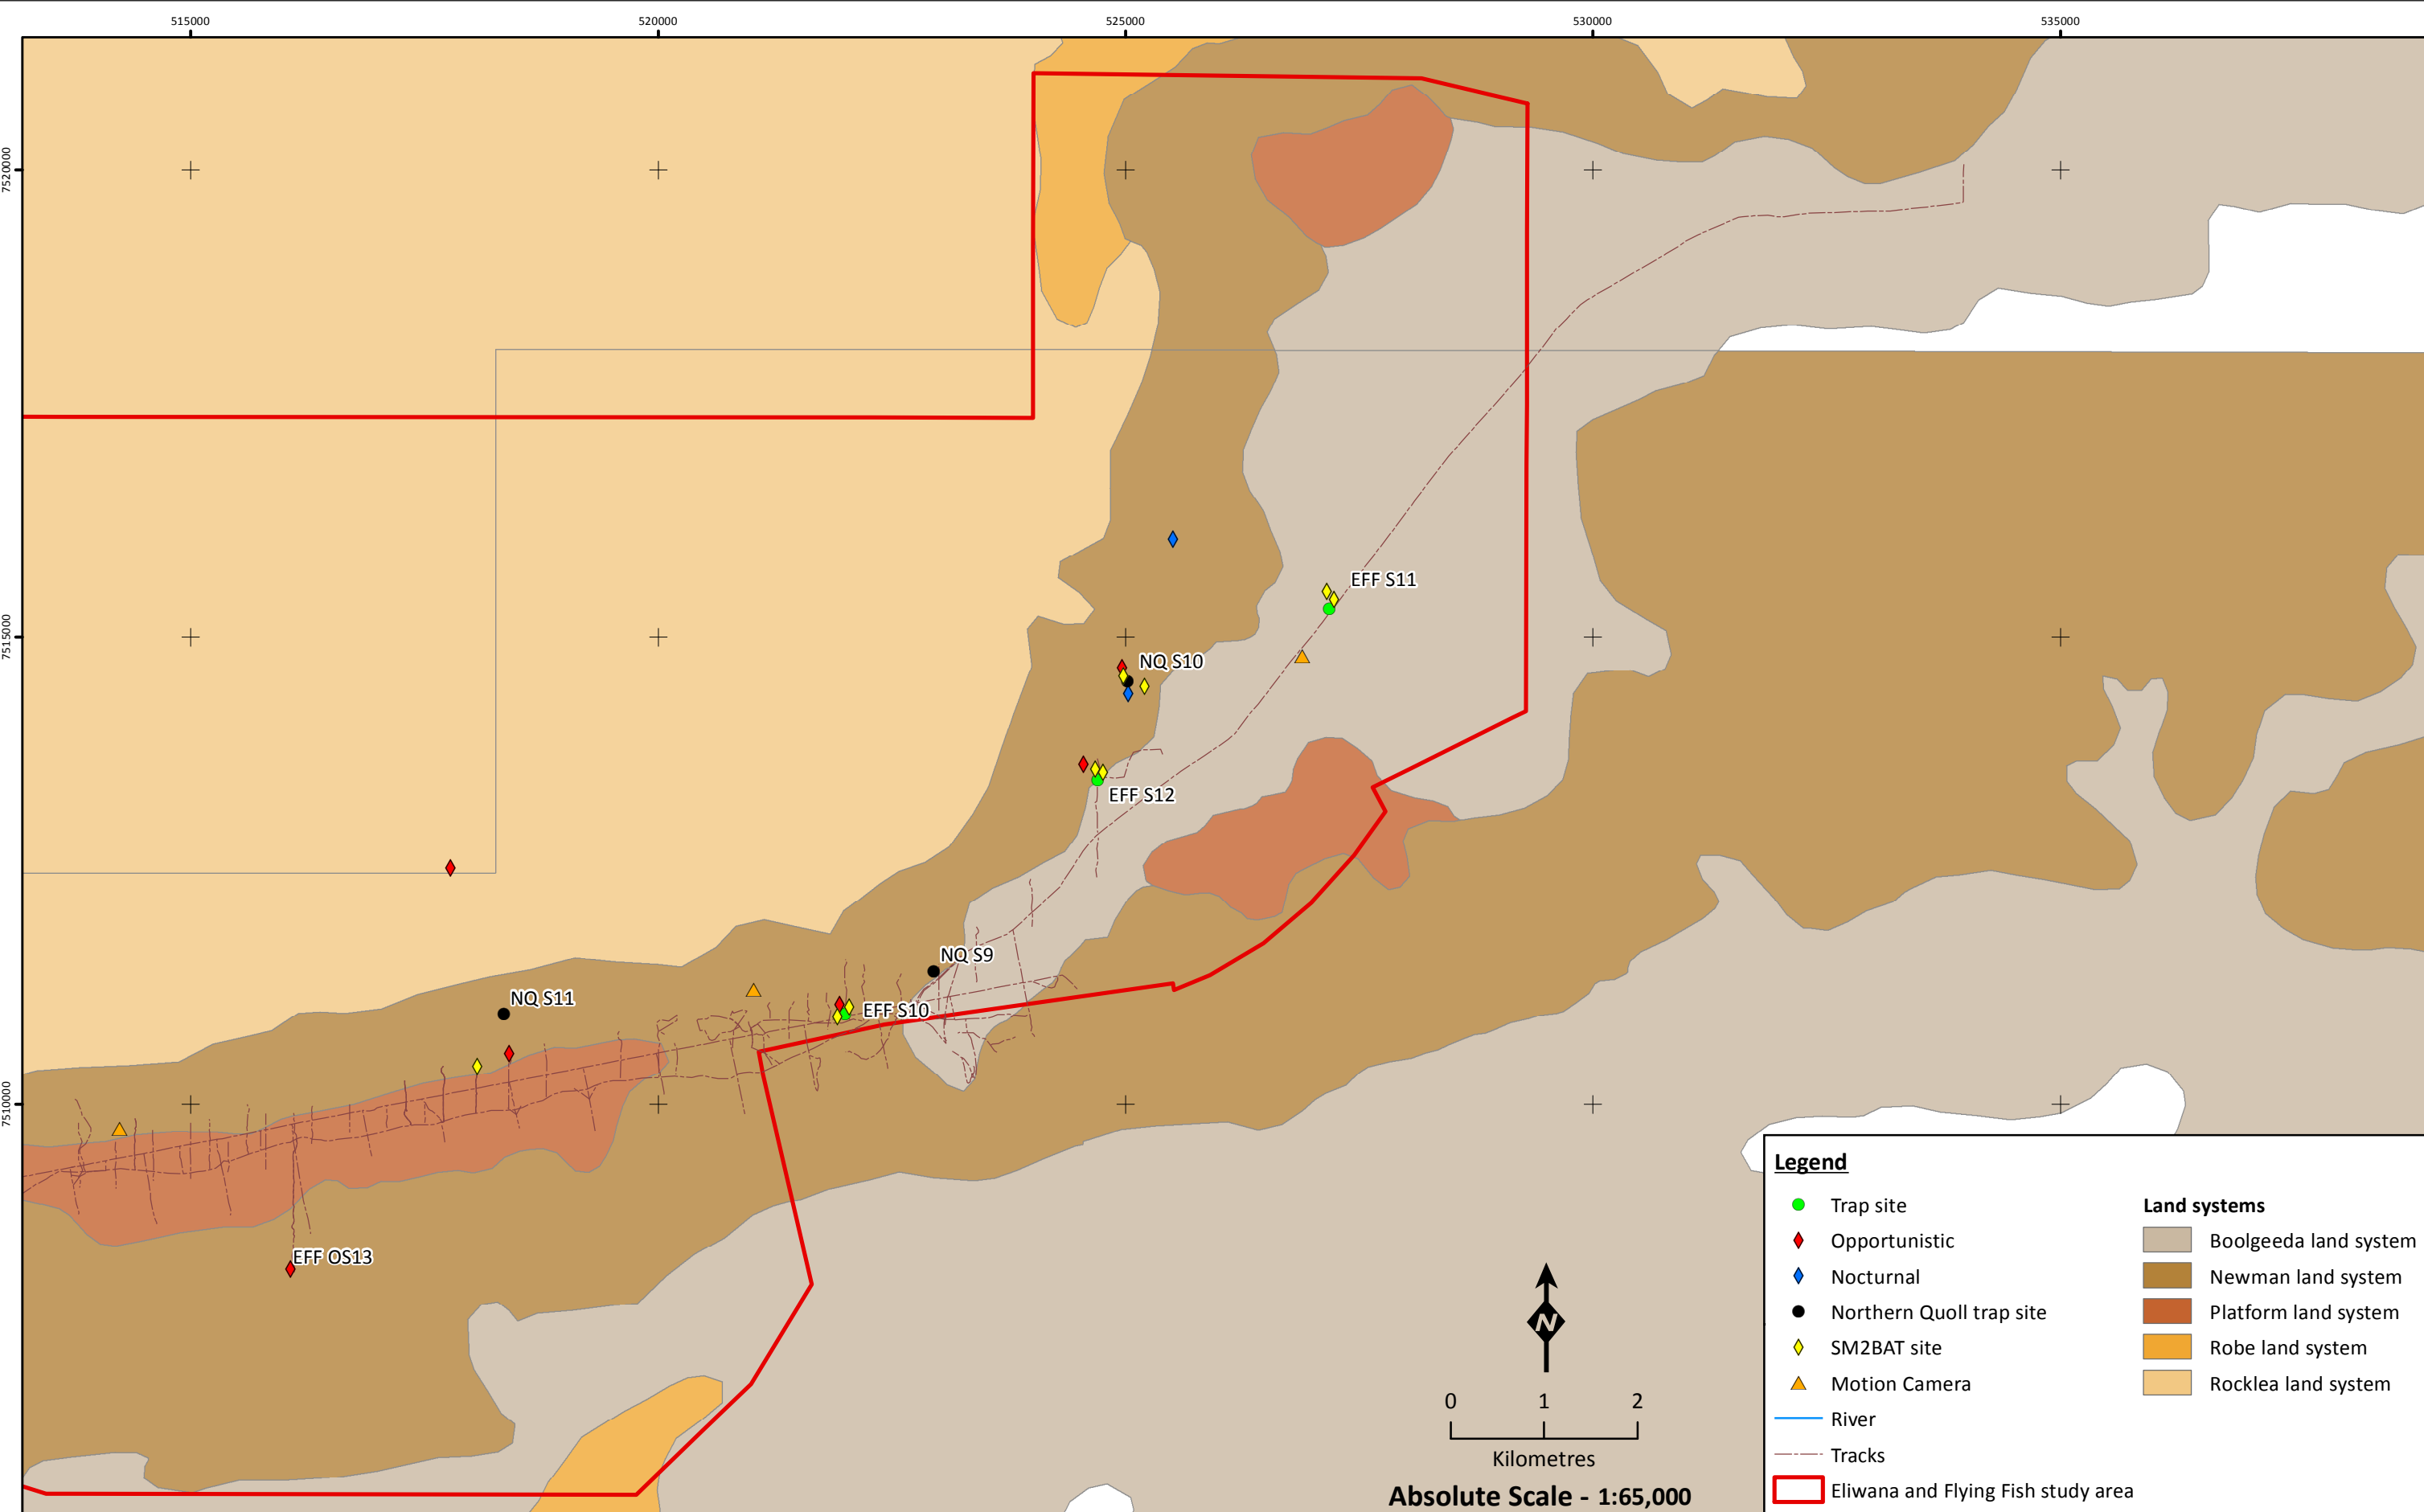 515000
520000
525000
530000
535000
7520000
7515000
7510000
EFF S11
NQ S10
EFF S12
NQ S9
NQ S11
EFF S10
EFF OS13
N
0 1 2
Kilometres
Absolute Scale - 1:65,000
Legend
Trap site
Opportunistic
Nocturnal
Northern Quoll trap site
SM2BAT site
Motion Camera
River
Tracks
Eliwana and Flying Fish study area
Land systems
Boolgeeda land system
Newman land system
Platform land system
Robe land system
Rocklea land system